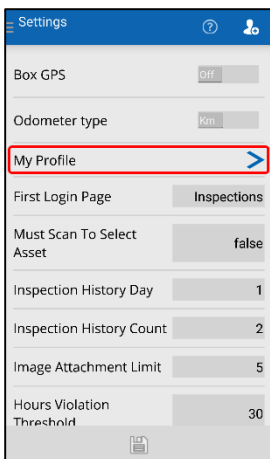 Settings
Box GPS Off
Odometer type Km
My Profile
First Login Page Inspections
Must Scan To Select
Asset
false
Inspection History Day 1
Inspection History Count 2
Image Attachment Limit 5
Hours Violation
Threshold
30